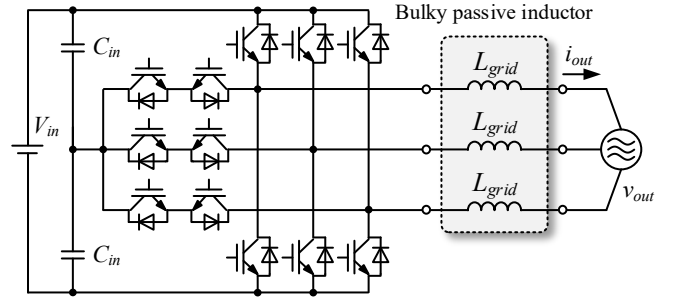 Bulky passive inductor
C_in
L_grid
i_out
V_in
L_grid
L_grid
v_out
C_in